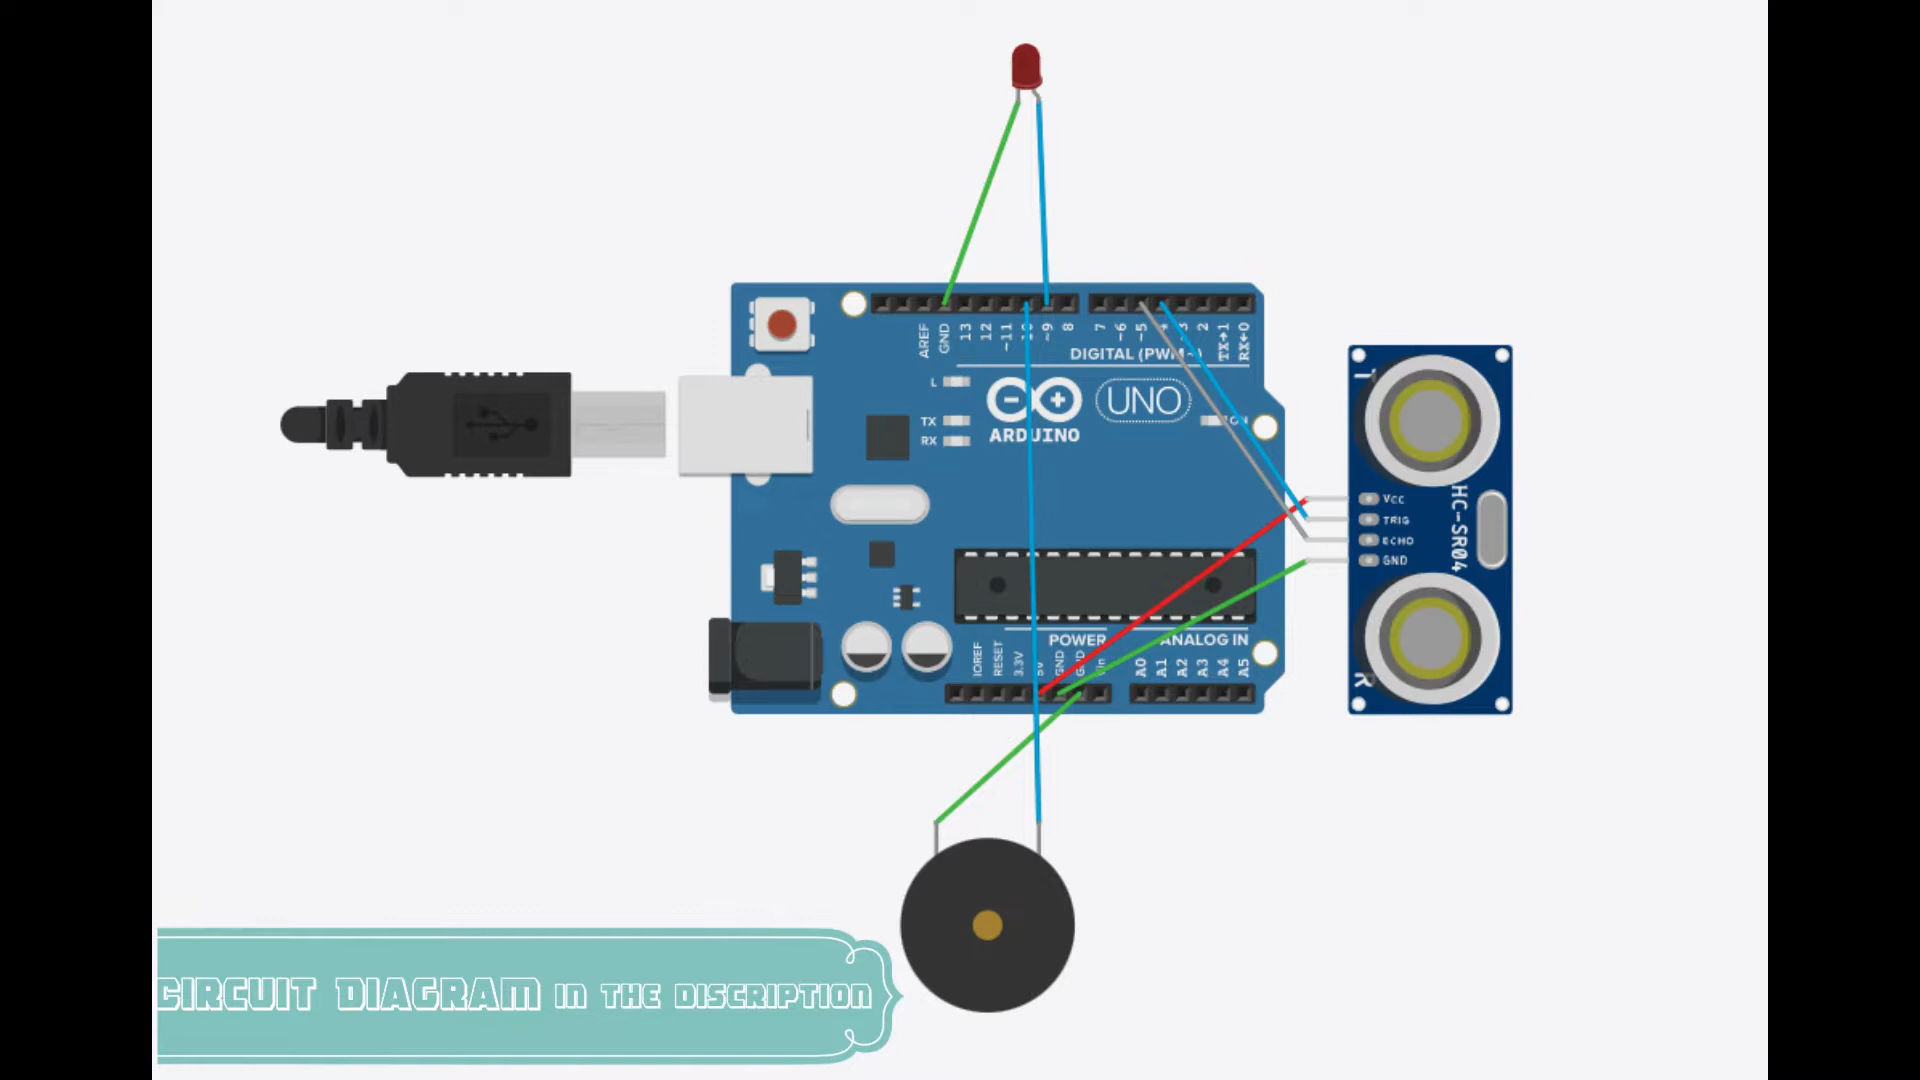 AREF
GND
13
12
~11
~9
8
7
~6
~5
2
TX→1
RX←0
DIGITAL (PWM~)
L
TX
RX
ARDUINO
UNO
ON
T
HC-SR04
Vcc
TRIG
ECHO
GND
R
POWER
ANALOG IN
IOREF
RESET
3.3V
GND
GND
A0
A1
A2
A3
A4
A5
CIRCUIT DIAGRAM IN THE DISCRIPTION